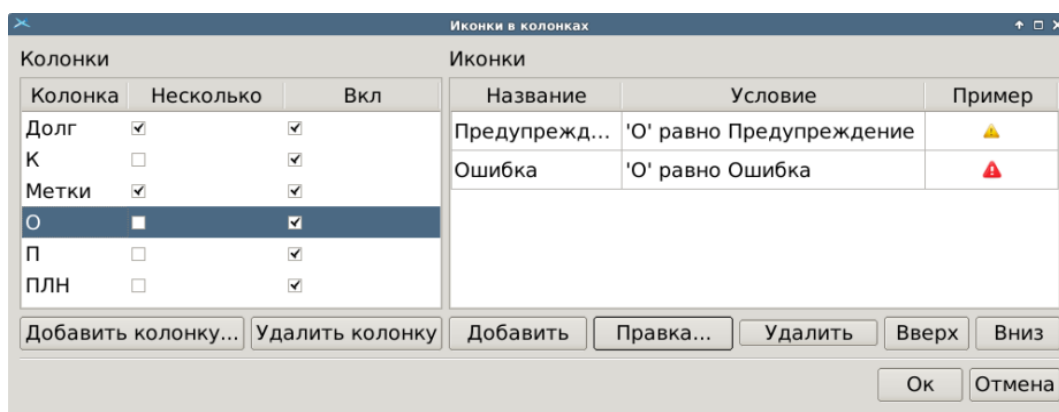 Иконки в колонках
Колонки
Иконки
Колонка Несколько Вкл
Название Условие Пример
Долг
К
Метки
О
П
ПЛН
Предупрежд... 'О' равно Предупреждение
Ошибка 'О' равно Ошибка
Добавить колонку... Удалить колонку Добавить Правка... Удалить Вверх Вниз
Ок Отмена